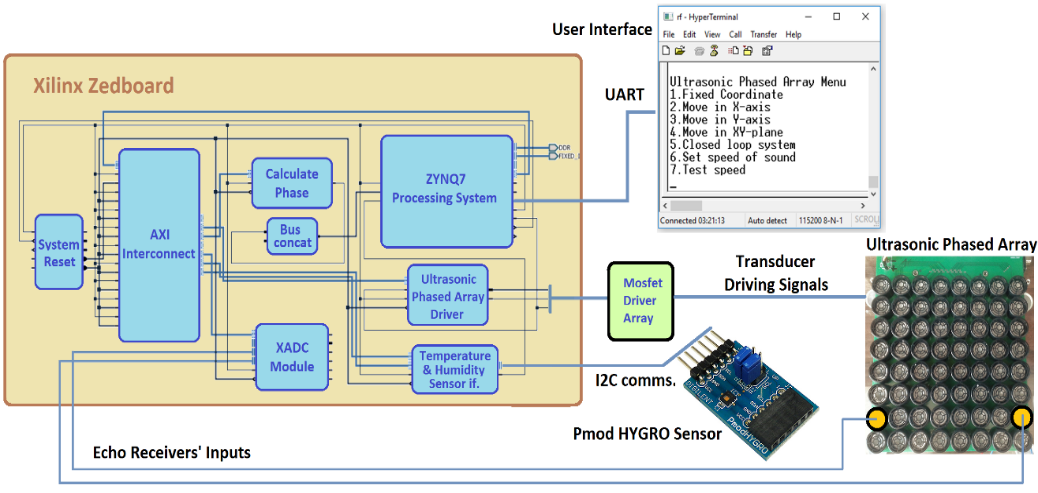 User Interface
rf - HyperTerminal
File Edit View Call Transfer Help
Ultrasonic Phased Array Menu
1.Fixed Coordinate
2.Move in X-axis
3.Move in Y-axis
4.Move in XY-plane
5.Closed loop system
6.Set speed of sound
7.Test speed
Connected 03:21:13 Auto detect 115200 8-N-1 SCROLL
UART
Xilinx Zedboard
DDR
System
Reset
AXI
Interconnect
Calculate
Phase
Bus
concat
ZYNQ7
Processing System
Ultrasonic
Phased Array
Driver
XADC
Module
Temperature
& Humidity
Sensor if.
Mosfet
Driver
Array
Transducer
Driving Signals
Ultrasonic Phased Array
I2C comms.
DIGILENT
PmodHYGRO
Pmod HYGRO Sensor
Echo Receivers' Inputs